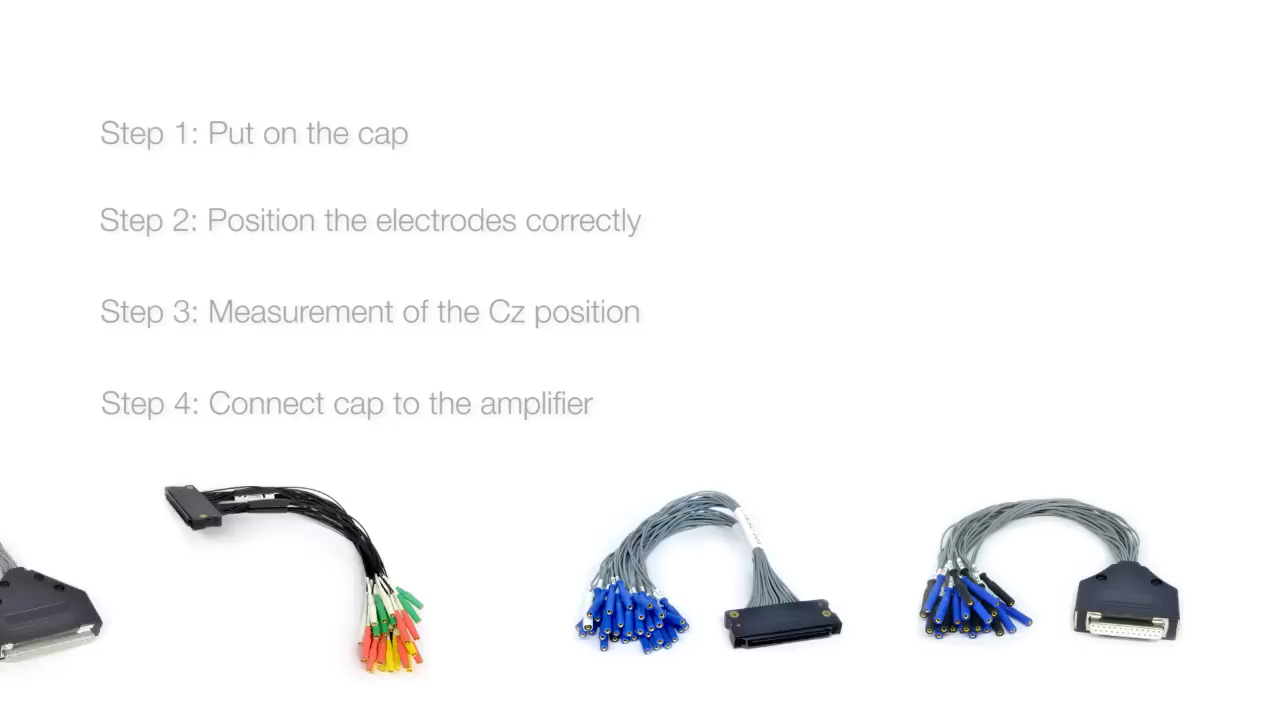 Step 1: Put on the cap
Step 2: Position the electrodes correctly
Step 3: Measurement of the Cz position
Step 4: Connect cap to the amplifier